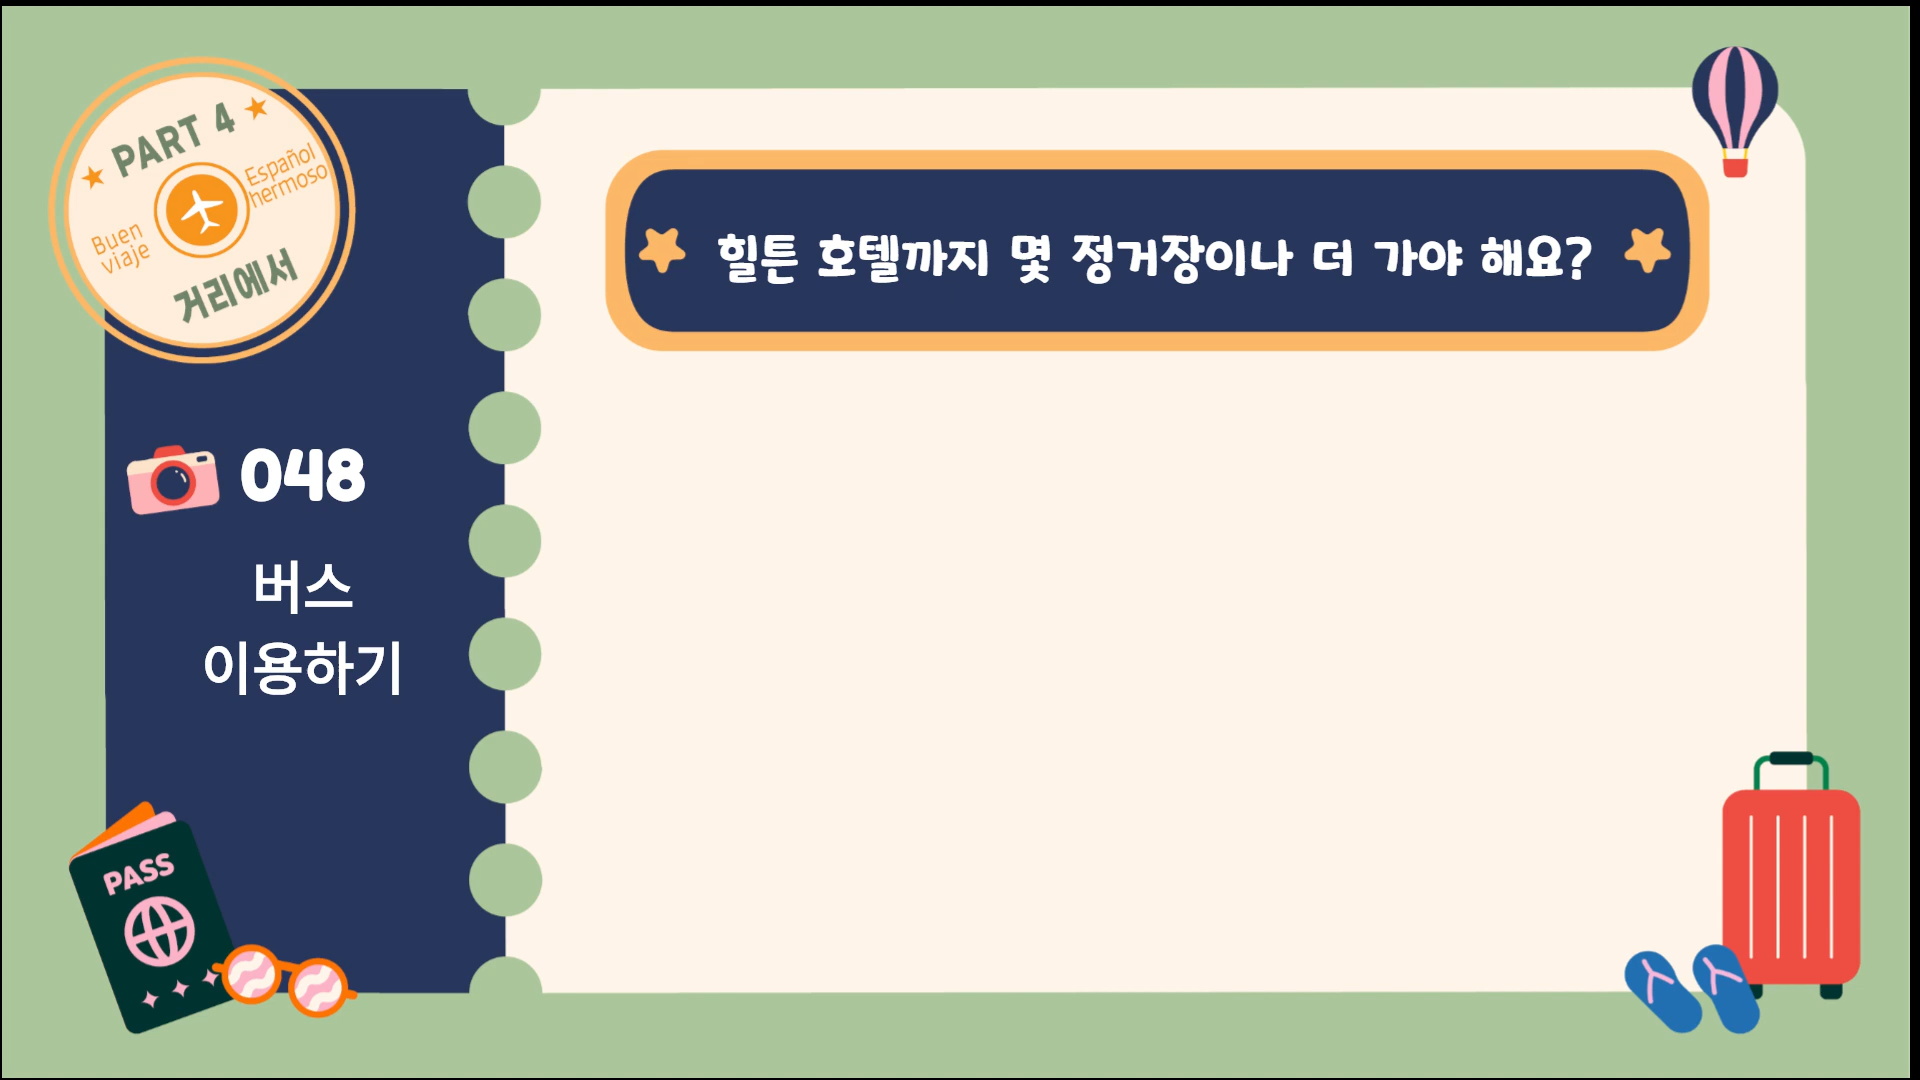 PART 4
Español
hermoso
Buen
viaje
거리에서
힐튼 호텔까지 몇 정거장이나 더 가야 해요?
048
버스
이용하기
PASS